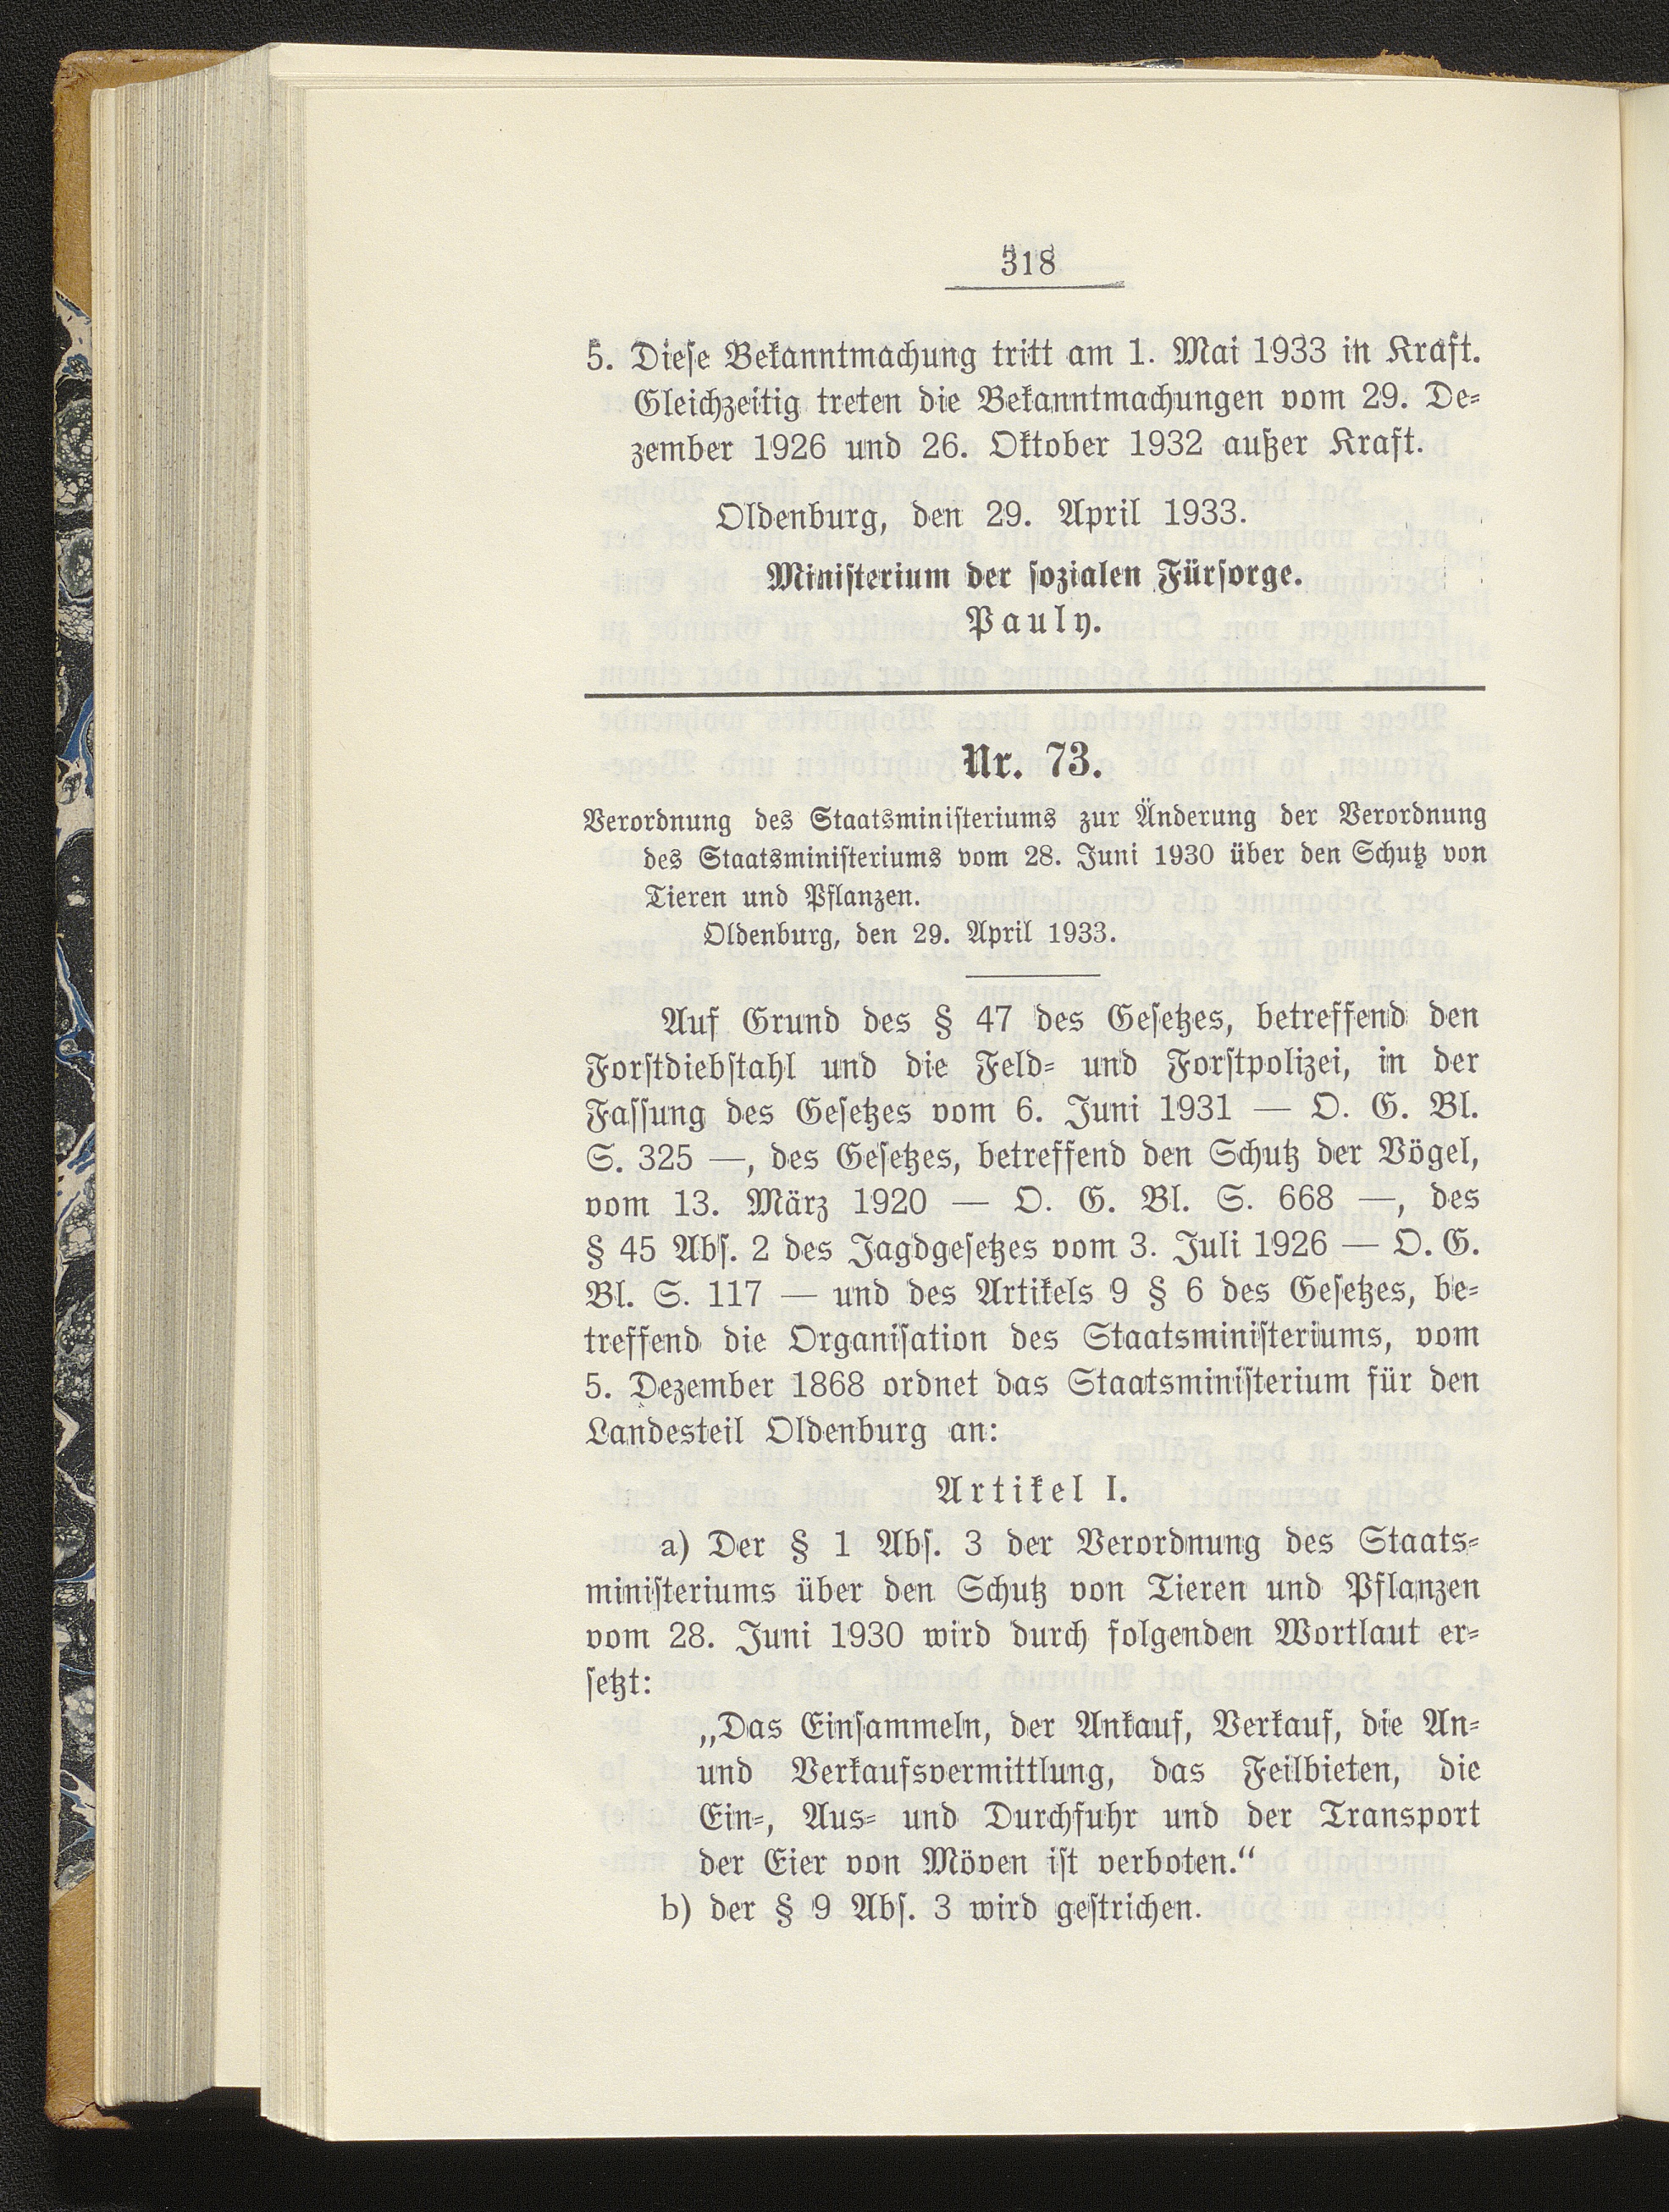 318
5. Diese Bekanntmachung tritt am 1. Mai 1933 in Kraft.
Gleichzeitig treten die Bekanntmachungen vom 29. De-
zember 1926 und 26. Oktober 1932 außer Kraft.
Oldenburg, den 29. April 1933.
Ministerium der sozialen Fürsorge.
Pauly.
Nr. 73.
Verordnung des Staatsministeriums zur Änderung der Verordnung
des Staatsministeriums vom 28. Juni 1930 über den Schutz von
Tieren und Pflanzen.
Oldenburg, den 29. April 1933.
Auf Grund des § 47 des Gesetzes, betreffend den
Forstdiebstahl und die Feld- und Forstpolizei, in der
Fassung des Gesetzes vom 6. Juni 1931 — O. G. Bl.
S. 325 —, des Gesetzes, betreffend den Schutz der Vögel,
vom 13. März 1920 — O. G. Bl. S. 668 —, des
§ 45 Abs. 2 des Jagdgesetzes vom 3. Juli 1926 — O. G.
Bl. S. 117 — und des Artikels 9 § 6 des Gesetzes, be-
treffend die Organisation des Staatsministeriums, vom
5. Dezember 1868 ordnet das Staatsministerium für den
Landesteil Oldenburg an:
Artikel I.
a) Der § 1 Abs. 3 der Verordnung des Staats-
ministeriums über den Schutz von Tieren und Pflanzen
vom 28. Juni 1930 wird durch folgenden Wortlaut er-
setzt:
„Das Einsammeln, der Ankauf, Verkauf, die An-
und Verkaufsvermittlung, das Feilbieten, die
Ein-, Aus- und Durchfuhr und der Transport
der Eier von Möven ist verboten.“
b) der § 9 Abs. 3 wird gestrichen.